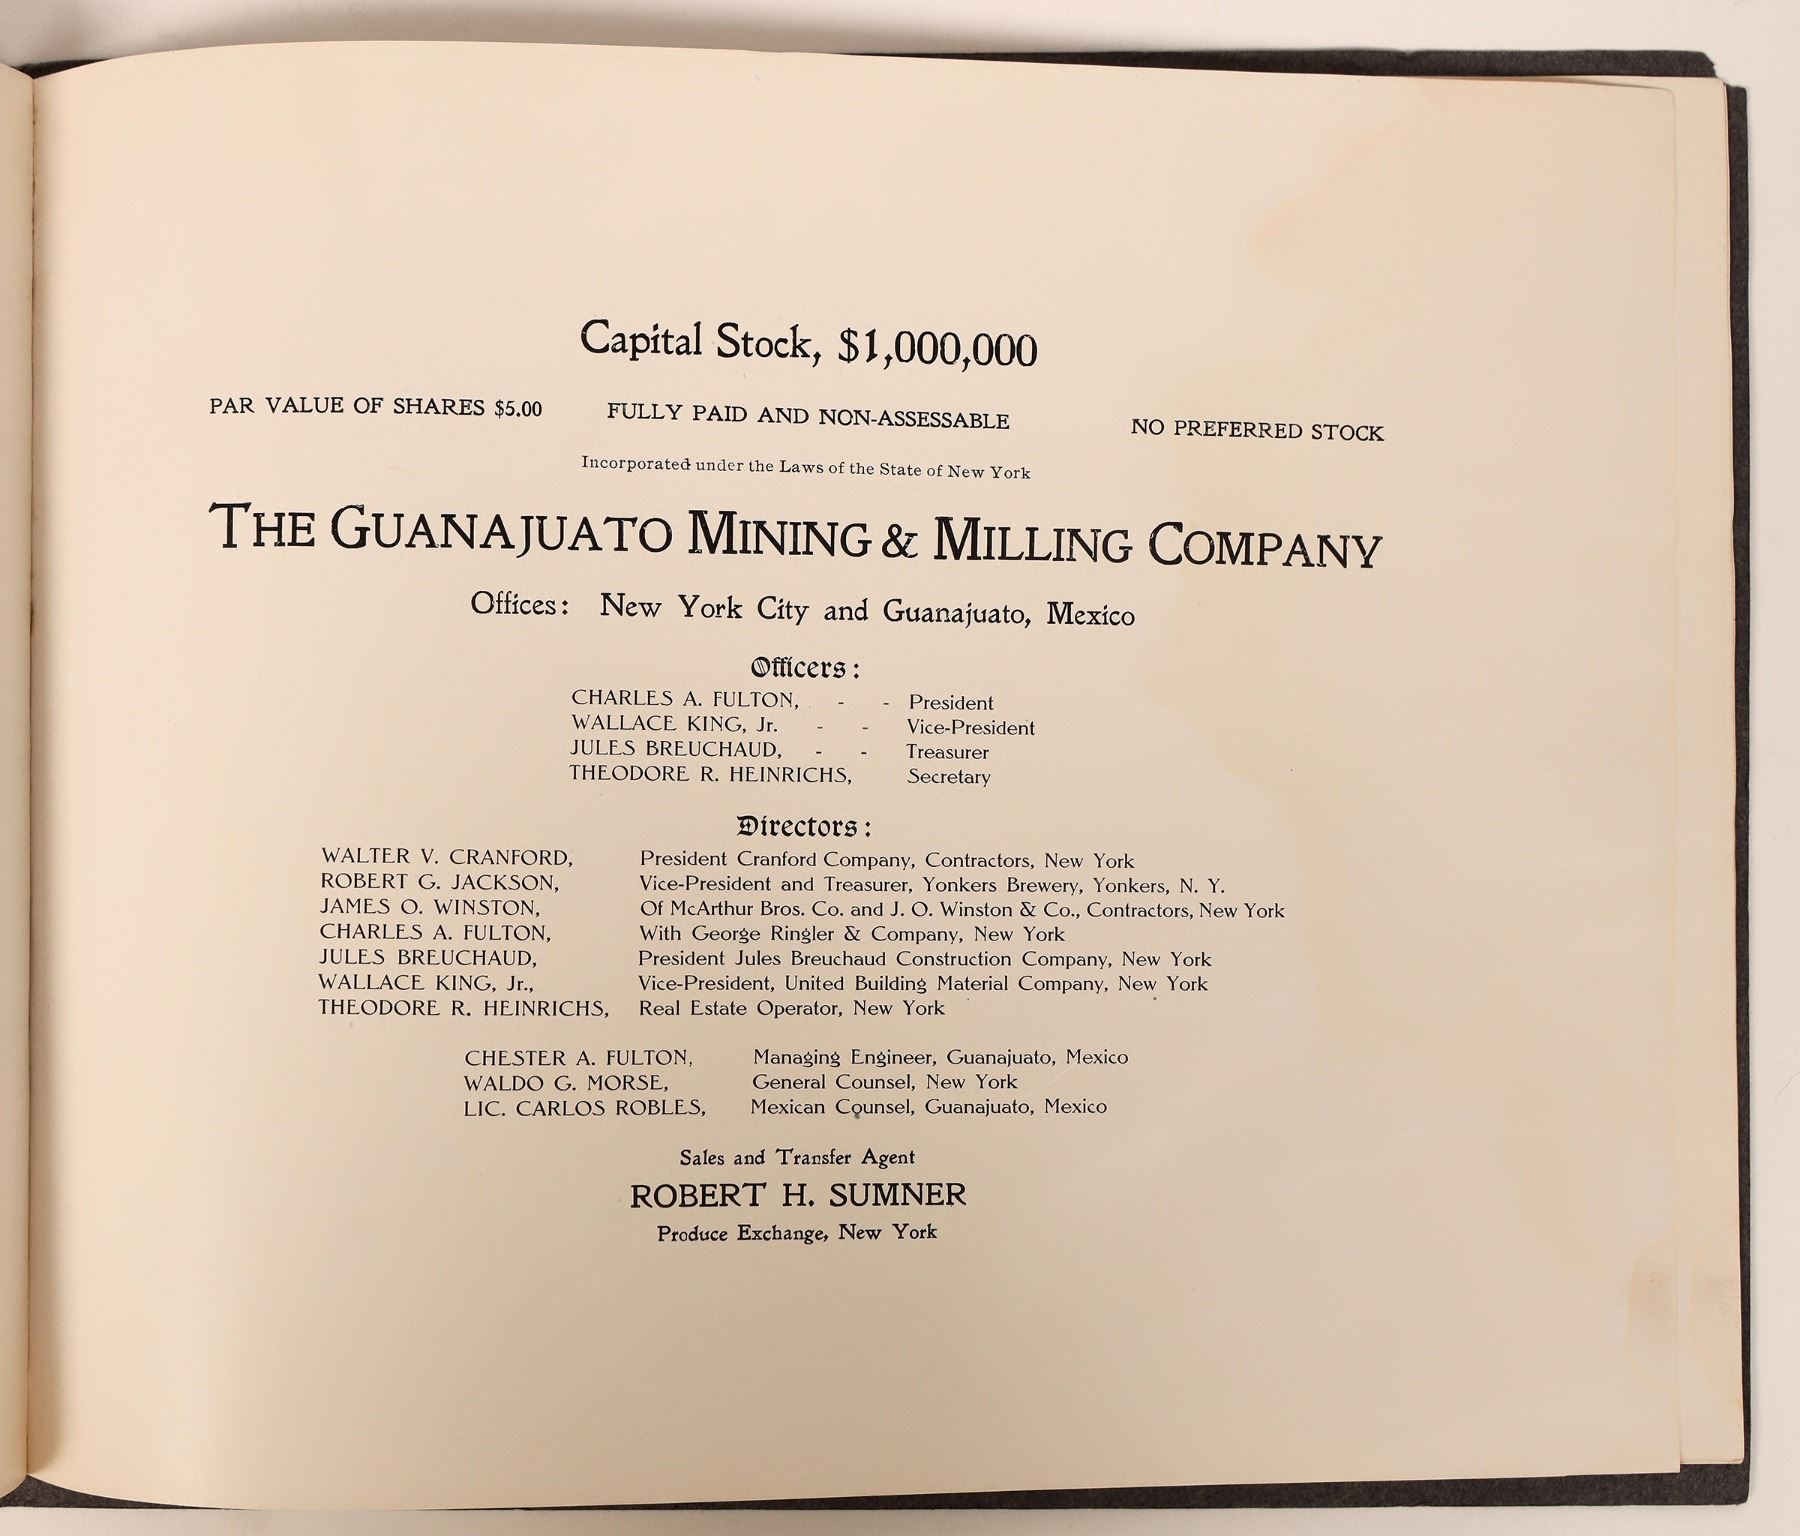 Capital Stock, $1,000,000
PAR VALUE OF SHARES $5.00 FULLY PAID AND NON-ASSESSABLE NO PREFERRED STOCK
Incorporated under the Laws of the State of New York
THE GUANAJUATO MINING & MILLING COMPANY
Offices: New York City and Guanajuato, Mexico
Officers:
CHARLES A. FULTON, - - President
WALLACE KING, Jr. - - Vice-President
JULES BREUCHAUD, - - Treasurer
THEODORE R. HEINRICHS, Secretary
Directors:
WALTER V. CRANFORD, President Cranford Company, Contractors, New York
ROBERT G. JACKSON, Vice-President and Treasurer, Yonkers Brewery, Yonkers, N. Y.
JAMES O. WINSTON, Of McArthur Bros. Co. and J. O. Winston & Co., Contractors, New York
CHARLES A. FULTON, With George Ringler & Company, New York
JULES BREUCHAUD, President Jules Breuchaud Construction Company, New York
WALLACE KING, Jr., Vice-President, United Building Material Company, New York
THEODORE R. HEINRICHS, Real Estate Operator, New York
CHESTER A. FULTON, Managing Engineer, Guanajuato, Mexico
WALDO G. MORSE, General Counsel, New York
LIC. CARLOS ROBLES, Mexican Counsel, Guanajuato, Mexico
Sales and Transfer Agent
ROBERT H. SUMNER
Produce Exchange, New York